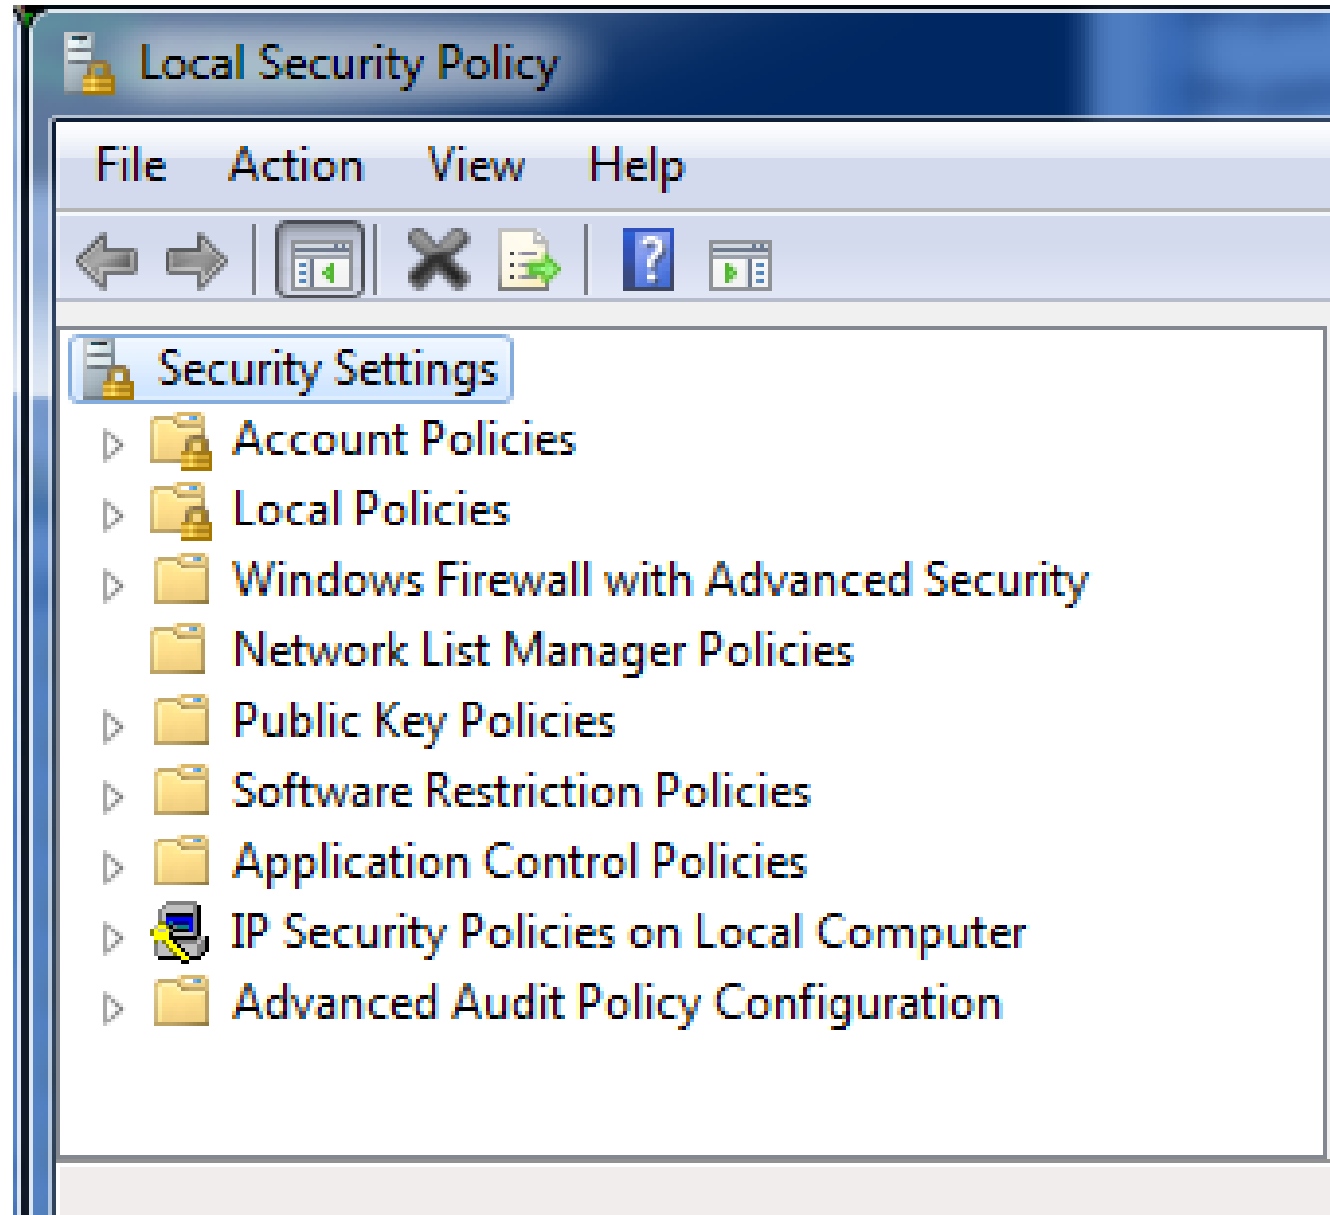 Local Security Policy
File Action View Help
?
Security Settings
Account Policies
Local Policies
Windows Firewall with Advanced Security
Network List Manager Policies
Public Key Policies
Software Restriction Policies
Application Control Policies
IP Security Policies on Local Computer
Advanced Audit Policy Configuration